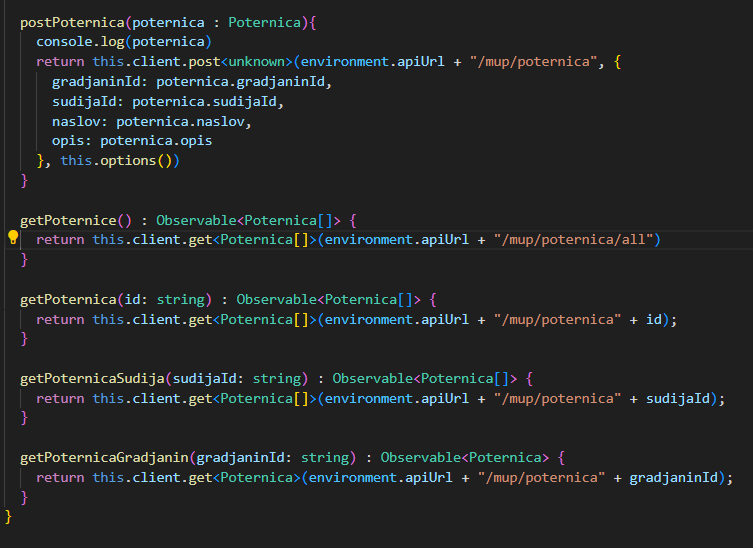 postPoternica(poternica : Poternica){
console.log(poternica)
return this.client.post<unknown>(environment.apiUrl + "/mup/poternica", {
gradjaninId: poternica.gradjaninId,
sudijaId: poternica.sudijaId,
naslov: poternica.naslov,
opis: poternica.opis
}, this.options())
}
getPoternice() : Observable<Poternica[]> {
return this.client.get<Poternica[]>(environment.apiUrl + "/mup/poternica/all")
}
getPoternica(id: string) : Observable<Poternica[]> {
return this.client.get<Poternica[]>(environment.apiUrl + "/mup/poternica" + id);
}
getPoternicaSudija(sudijaId: string) : Observable<Poternica[]> {
return this.client.get<Poternica[]>(environment.apiUrl + "/mup/poternica" + sudijaId);
}
getPoternicaGradjanin(gradjaninId: string) : Observable<Poternica> {
return this.client.get<Poternica>(environment.apiUrl + "/mup/poternica" + gradjaninId);
}
}